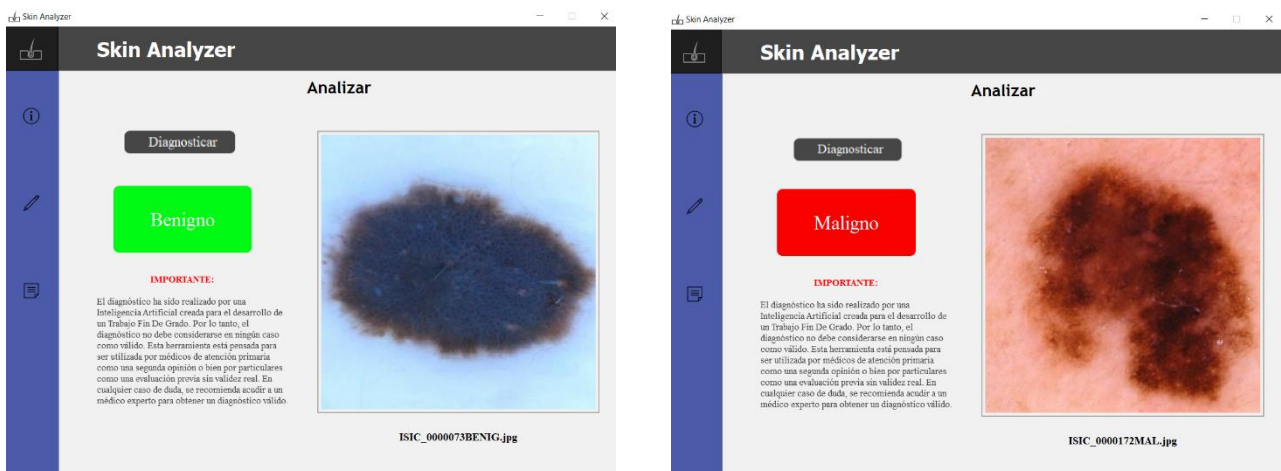 Skin Analyzer
Skin Analyzer
Analizar
Diagnosticar
Benigno
IMPORTANTE:
El diagnóstico ha sido realizado por una
Inteligencia Artificial creada para el desarrollo de
un Trabajo Fin De Grado. Por lo tanto, el
diagnóstico no debe considerarse en ningún caso
como válido. Esta herramienta está pensada para
ser utilizada por médicos de atención primaria
como una segunda opinión o bien por particulares
como una evaluación previa sin validez real. En
cualquier caso de duda, se recomienda acudir a un
médico experto para obtener un diagnóstico válido.
ISIC_0000073BENIG.jpg
Skin Analyzer
Skin Analyzer
Analizar
Diagnosticar
Maligno
IMPORTANTE:
El diagnóstico ha sido realizado por una
Inteligencia Artificial creada para el desarrollo de
un Trabajo Fin De Grado. Por lo tanto, el
diagnóstico no debe considerarse en ningún caso
como válido. Esta herramienta está pensada para
ser utilizada por médicos de atención primaria
como una segunda opinión o bien por particulares
como una evaluación previa sin validez real. En
cualquier caso de duda, se recomienda acudir a un
médico experto para obtener un diagnóstico válido.
ISIC_0000172MAL.jpg